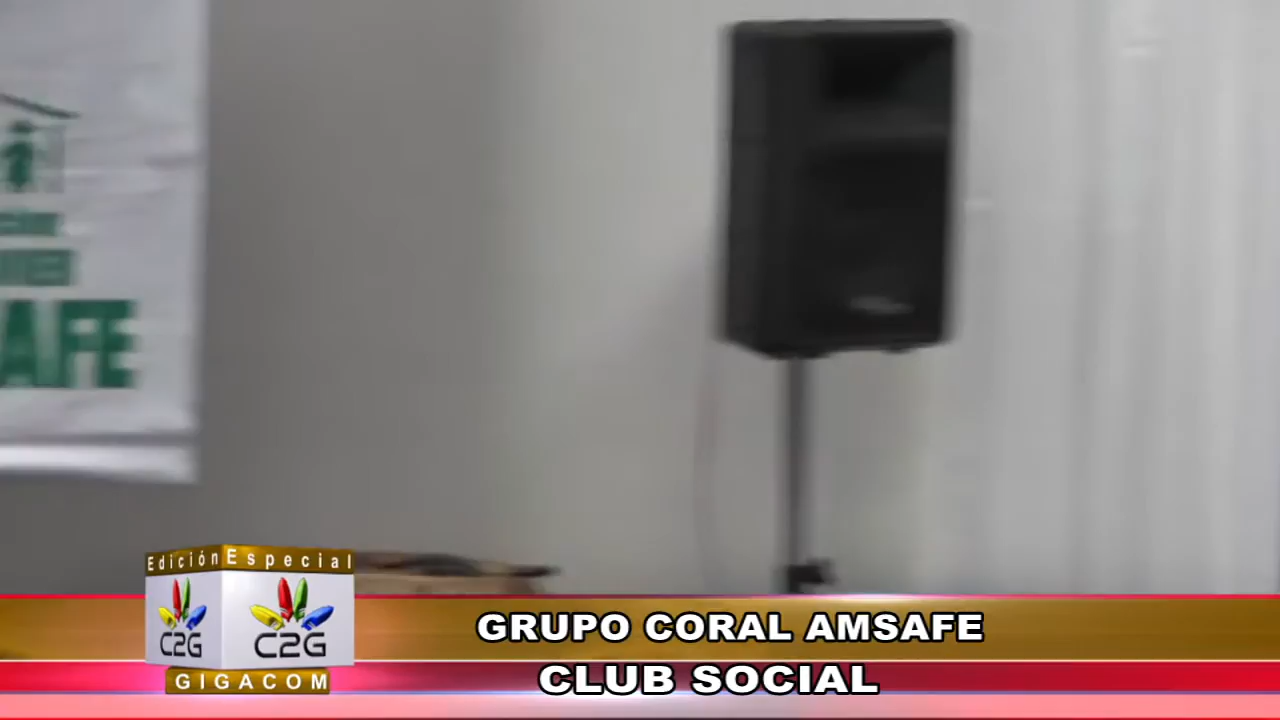 AFE
Edición Especial
C2G C2G
GIGACOM
GRUPO CORAL AMSAFE
CLUB SOCIAL